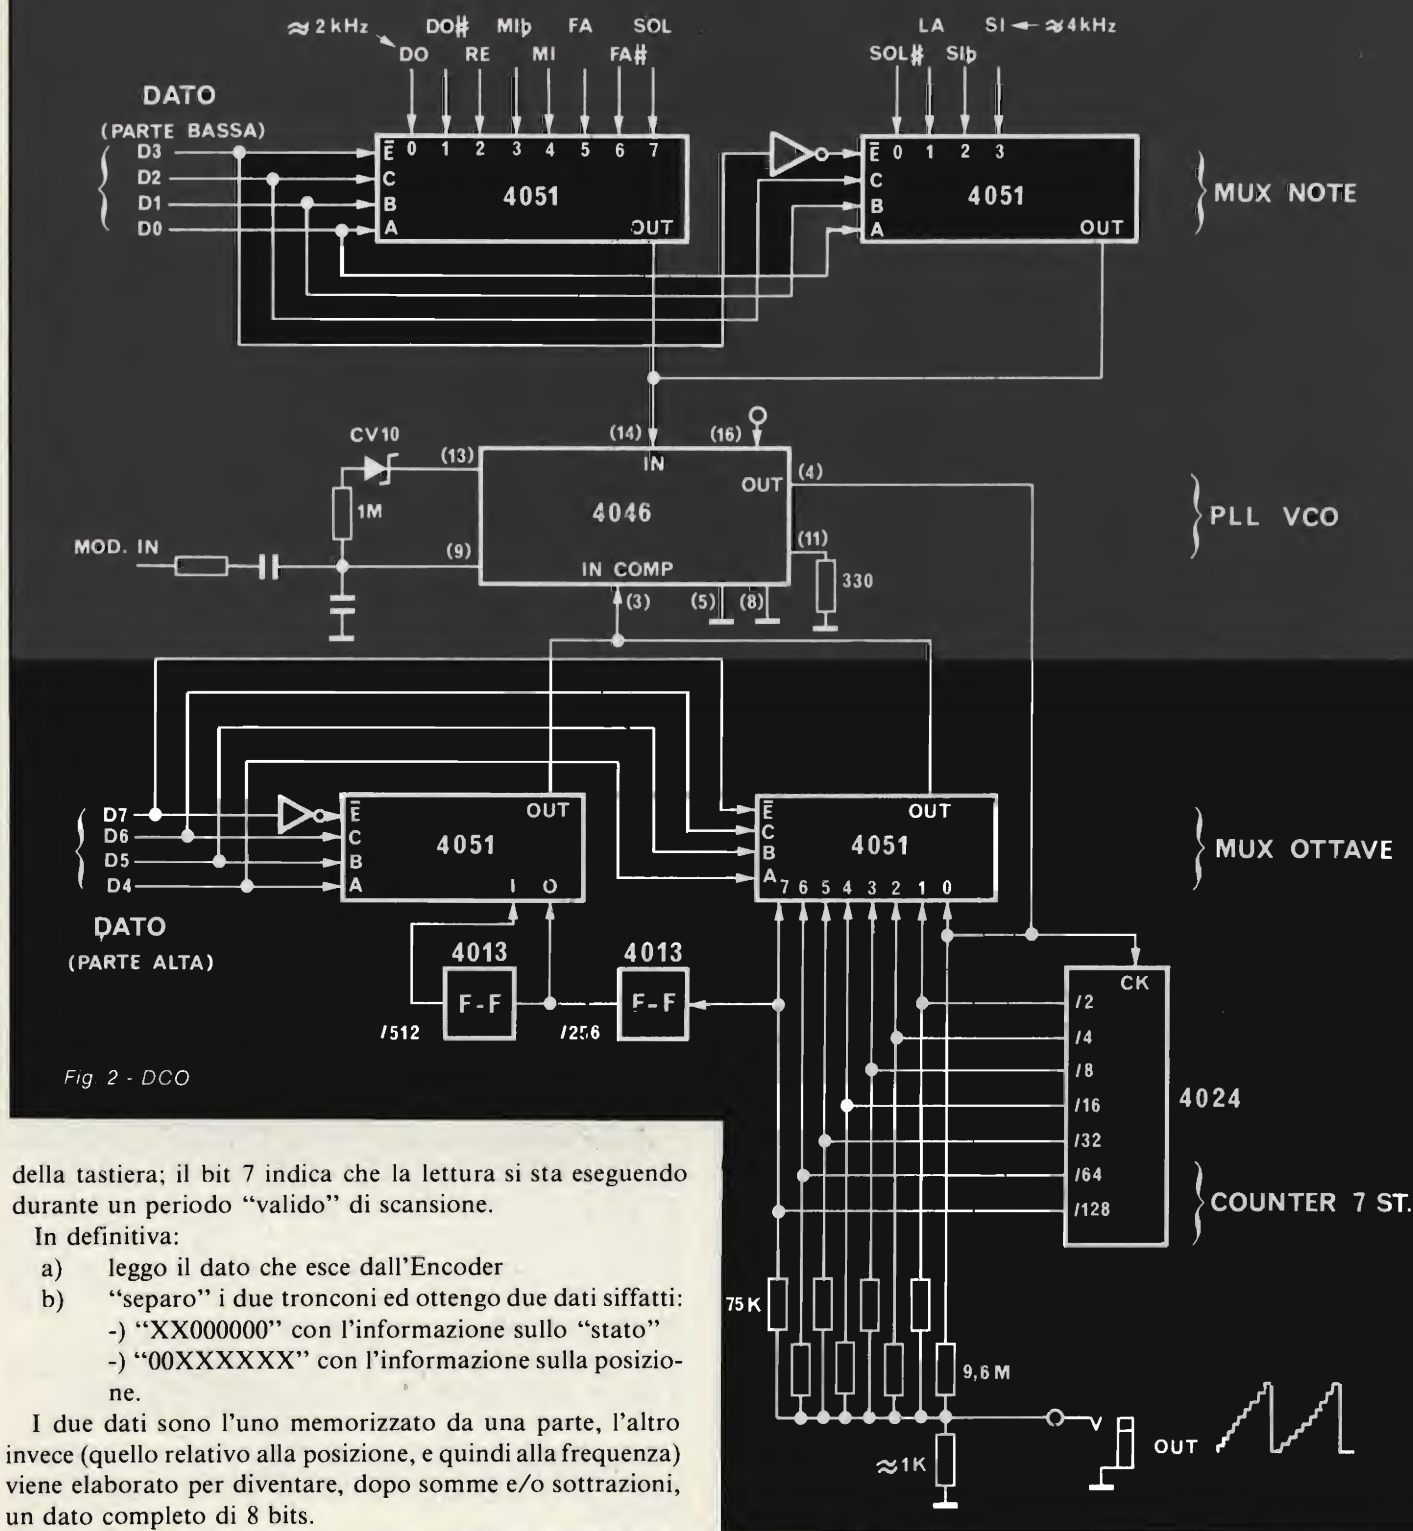 ≈ 2 kHz DO# MIb FA SOL
DO RE MI FA#
LA SI ← ≈ 4kHz
SOL# SIb
DATO
(PARTE BASSA)
D3
D2
D1
D0
E 0 1 2 3 4 5 6 7
C
B
A
4051
OUT
E 0 1 2 3
C
B
A
4051
OUT
MUX NOTE
CV10
1M
MOD. IN
(13)
(9)
(14)
(16)
IN
OUT
(4)
4046
(11)
330
IN COMP
(3)
(5)
(8)
PLL VCO
D7
D6
D5
D4
DATO
(PARTE ALTA)
E
C
B
A
OUT
4051
1 0
E
C
B
A
OUT
4051
7 6 5 4 3 2 1 0
MUX OTTAVE
4013
F-F
/512
4013
F-F
/256
CK
/2
/4
/8
/16
/32
/64
/128
4024
COUNTER 7 ST.
75K
9,6 M
≈1K
OUT
Fig. 2 - DCO
della tastiera; il bit 7 indica che la lettura si sta eseguendo
durante un periodo “valido” di scansione.
In definitiva:
a) leggo il dato che esce dall'Encoder
b) “separo” i due tronconi ed ottengo due dati siffatti:
-) “XX000000” con l'informazione sullo “stato”
-) “00XXXXXX” con l'informazione sulla posizio-
ne.
I due dati sono l'uno memorizzato da una parte, l'altro
invece (quello relativo alla posizione, e quindi alla frequenza)
viene elaborato per diventare, dopo somme e/o sottrazioni,
un dato completo di 8 bits.